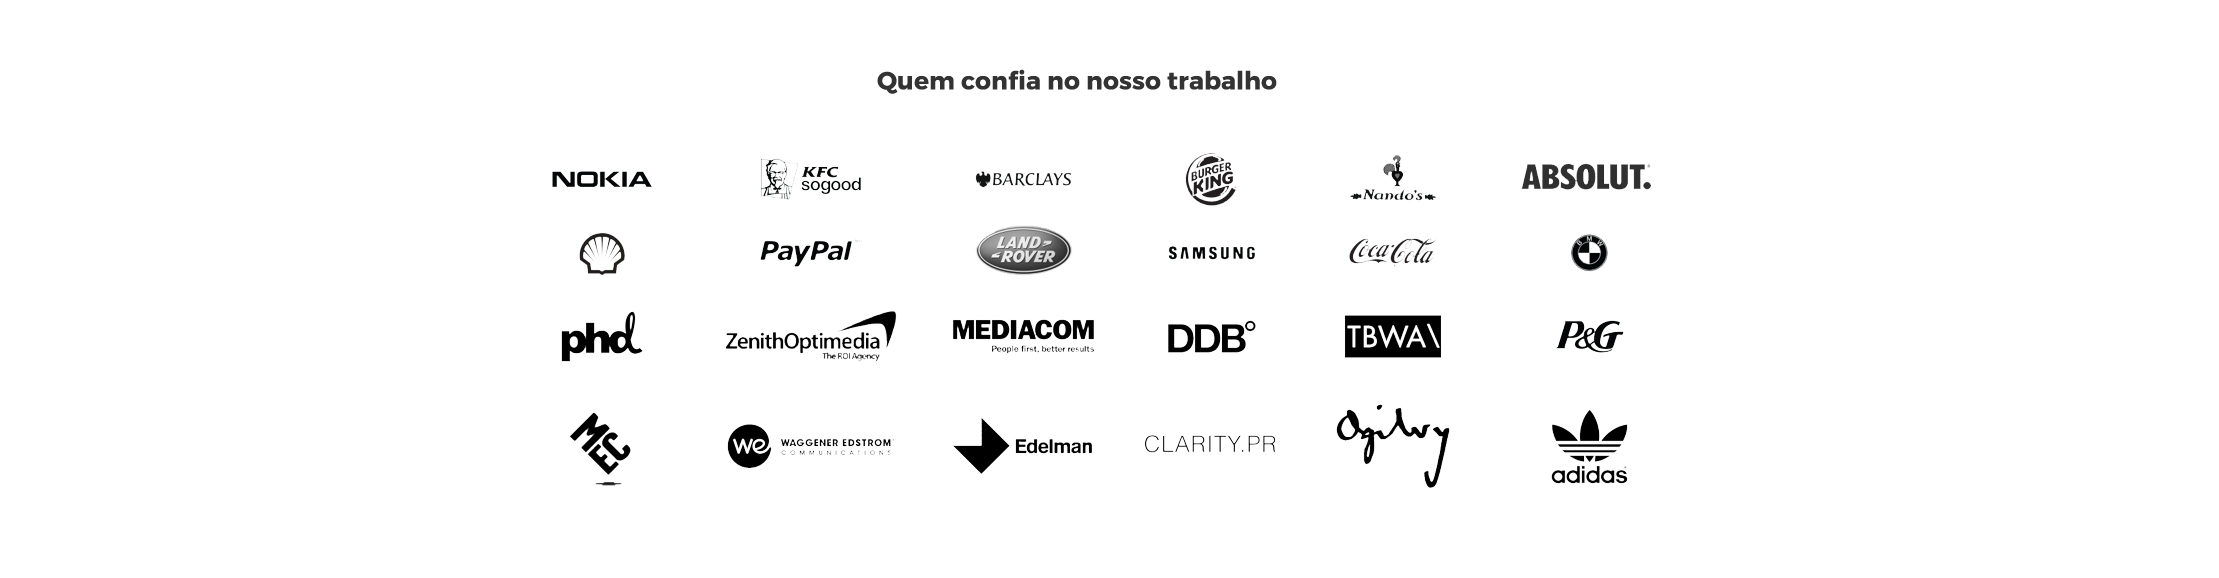 Quem confia no nosso trabalho
NOKIA
KFC
sogood
BARCLAYS
BURGER
KING
Nando's
ABSOLUT.
PayPal
LAND
ROVER
SAMSUNG
Coca-Cola
BMW
phd
ZenithOptimedia
The ROI Agency
MEDIACOM
People first, better results
DDB°
TBWA\
P&G
MEC
we WAGGENER EDSTROM
COMMUNICATIONS
Edelman
CLARITY.PR
Ogilvy
adidas